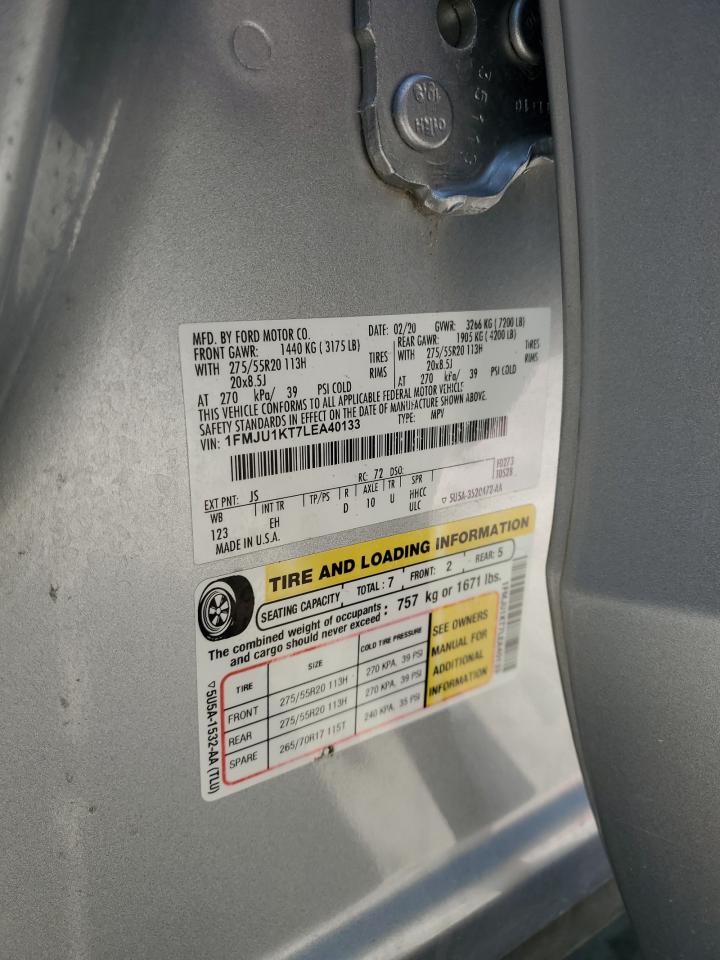 351-9
01RH
MFD. BY FORD MOTOR CO.
DATE: 02/20 GVWR: 3266 KG ( 7200 LB)
FRONT GAWR: 1440 KG ( 3175 LB)
REAR GAWR: 1905 KG ( 4200 LB)
WITH 275/55R20 113H TIRES
WITH 275/55R20 113H TIRES
20x8.5J RIMS
20x8.5J RIMS
AT 270 kPa/ 39 PSI COLD
AT 270 kPa/ 39 PSI COLD
THIS VEHICLE CONFORMS TO ALL APPLICABLE FEDERAL MOTOR VEHICLE
SAFETY STANDARDS IN EFFECT ON THE DATE OF MANUFACTURE SHOWN ABOVE.
VIN: 1FMJU1KT7LEA40133
TYPE: MPV
F0273
T0528
EXT PNT: JS RC: 72 DSO:
WB INT TR TP/PS R AXLE TR SPR
123 EH D 10 U HHCC
ULC
MADE IN U.S.A.
▽ 5U5A-3520472-AA
TIRE AND LOADING INFORMATION
SEATING CAPACITY TOTAL: 7 FRONT: 2 REAR: 5
The combined weight of occupants
and cargo should never exceed : 757 kg or 1671 lbs.
TIRE SIZE COLD TIRE PRESSURE
FRONT 275/55R20 113H 270 KPA, 39 PSI
REAR 275/55R20 113H 270 KPA, 39 PSI
SPARE 265/70R17 115T 240 KPA, 35 PSI
SEE OWNERS
MANUAL FOR
ADDITIONAL
INFORMATION
▽ 5U5A-1532-AA (TLU)
1FMJU1KT7LEA40133